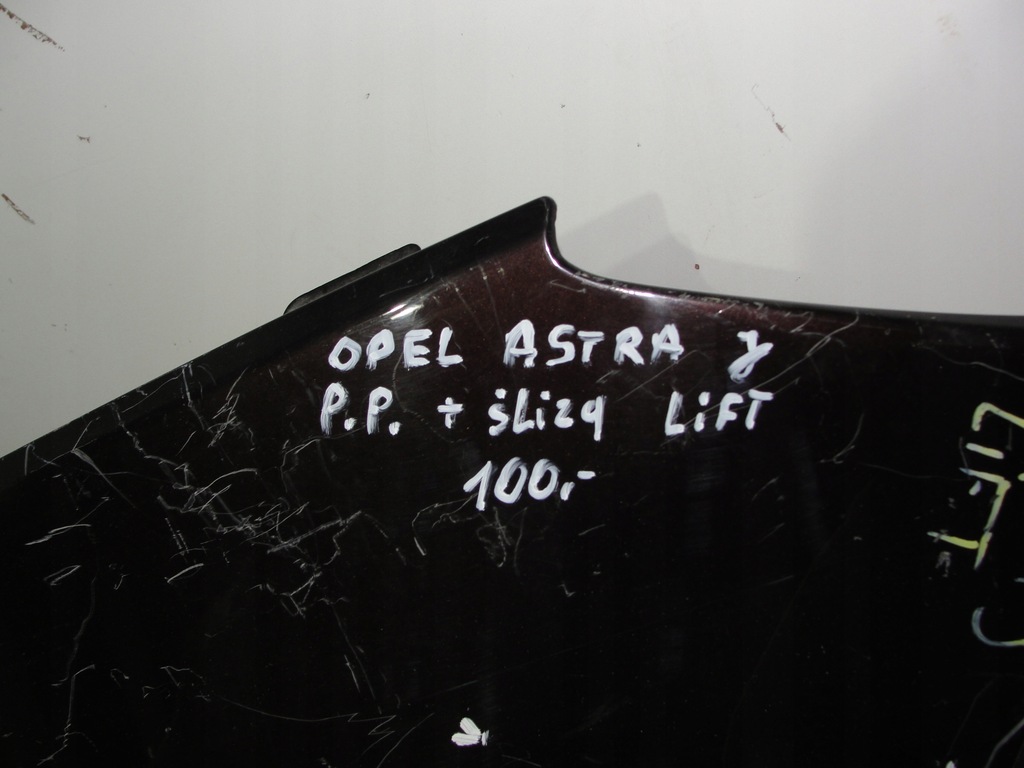 OPEL ASTRA J
P.P. + ślizg LiFT
100,-